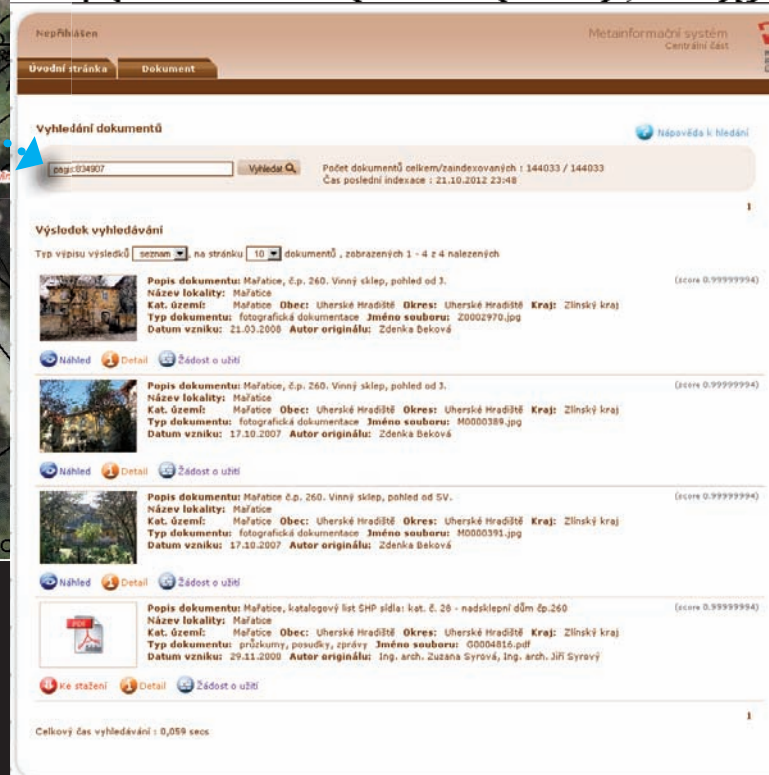 Nepřihlášen
Metainformační systém
Centrální část
Úvodní stránka Dokument
Vyhledání dokumentů
Nápověda k hledání
pagis:834907 Vyhledat Počet dokumentů celkem/zaindexovaných : 144033 / 144033
Čas poslední indexace : 21.10.2012 23:48
1
Výsledek vyhledávání
Typ výpisu výsledků seznam , na stránku 10 dokumentů , zobrazených 1 - 4 z 4 nalezených
Popis dokumentu: Mařatice, č.p. 260. Vinný sklep, pohled od J. (score 0.99999994)
Název lokality: Mařatice
Kat. území: Mařatice Obec: Uherské Hradiště Okres: Uherské Hradiště Kraj: Zlínský kraj
Typ dokumentu: fotografická dokumentace Jméno souboru: Z0002970.jpg
Datum vzniku: 21.03.2008 Autor originálu: Zdenka Beková
Náhled Detail Žádost o užití
Popis dokumentu: Mařatice, č.p. 260. Vinný sklep, pohled od J. (score 0.99999994)
Název lokality: Mařatice
Kat. území: Mařatice Obec: Uherské Hradiště Okres: Uherské Hradiště Kraj: Zlínský kraj
Typ dokumentu: fotografická dokumentace Jméno souboru: M0000389.jpg
Datum vzniku: 17.10.2007 Autor originálu: Zdenka Beková
Náhled Detail Žádost o užití
Popis dokumentu: Mařatice č.p. 260. Vinný sklep, pohled od SV. (score 0.99999994)
Název lokality: Mařatice
Kat. území: Mařatice Obec: Uherské Hradiště Okres: Uherské Hradiště Kraj: Zlínský kraj
Typ dokumentu: fotografická dokumentace Jméno souboru: M0000391.jpg
Datum vzniku: 17.10.2007 Autor originálu: Zdenka Beková
Náhled Detail Žádost o užití
PDF
Popis dokumentu: Mařatice, katalogový list SHP sídla: kat. č. 28 - nadsklepní dům čp.260 (score 0.99999994)
Název lokality: Mařatice
Kat. území: Mařatice Obec: Uherské Hradiště Okres: Uherské Hradiště Kraj: Zlínský kraj
Typ dokumentu: průzkumy, posudky, zprávy Jméno souboru: G0004816.pdf
Datum vzniku: 29.11.2000 Autor originálu: Ing. arch. Zuzana Syrová, Ing. arch. Jiří Syrový
Ke stažení Detail Žádost o užití
1
Celkový čas vyhledávání : 0,059 secs